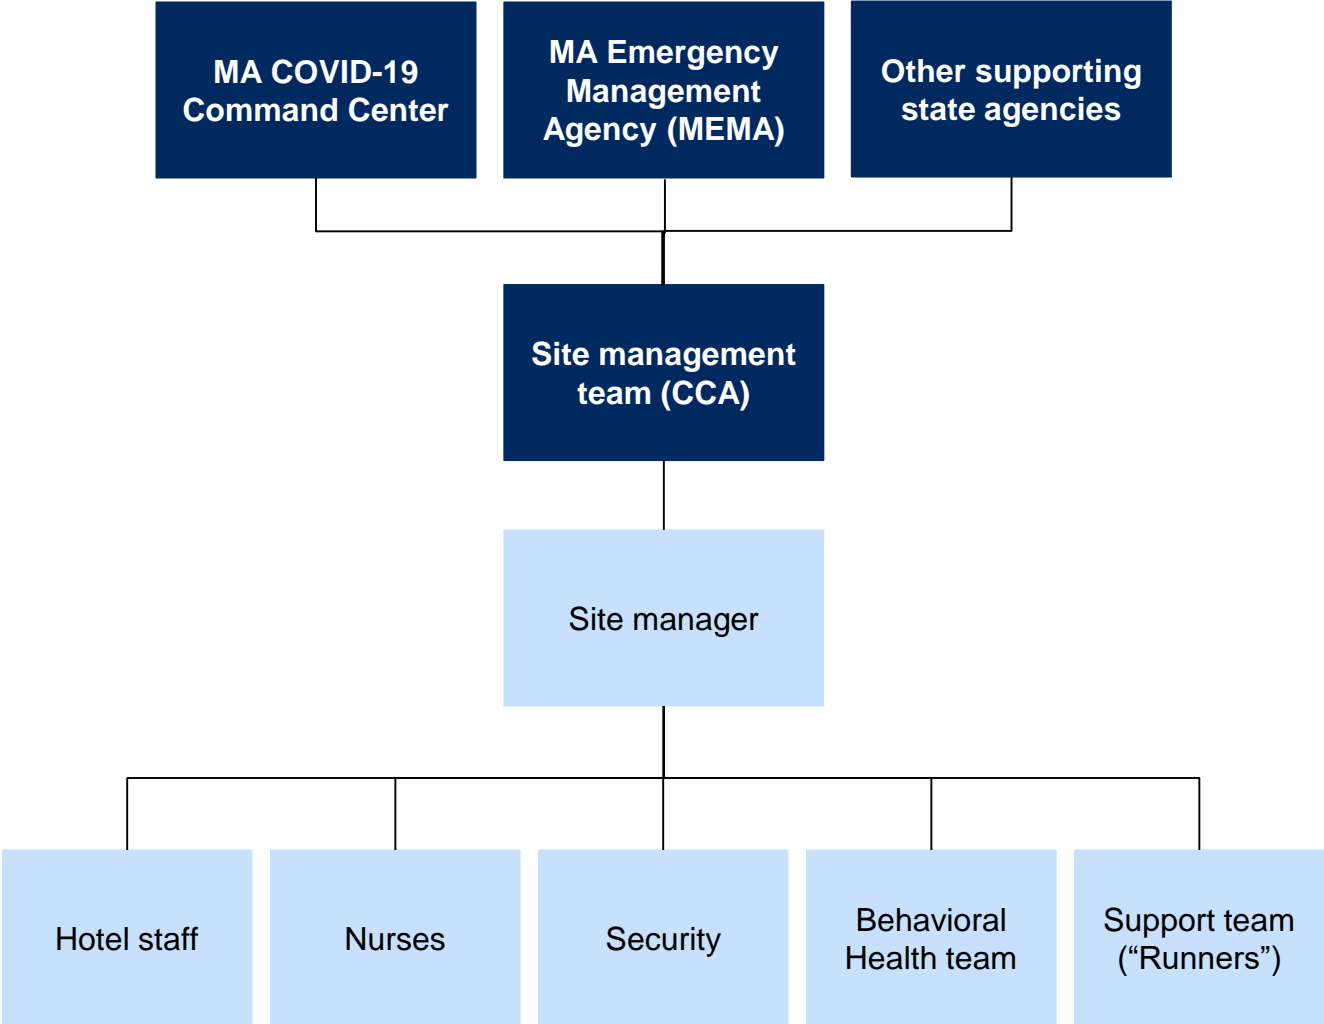 MA COVID-19
Command Center
MA Emergency
Management
Agency (MEMA)
Other supporting
state agencies
Site management
team (CCA)
Site manager
Hotel staff
Nurses
Security
Behavioral
Health team
Support team
(“Runners”)